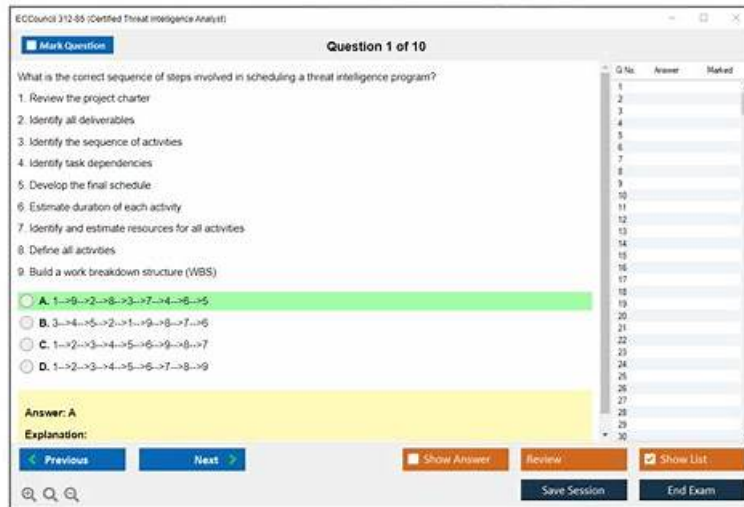 ECCouncil 312-85 (Certified Threat Intelligence Analyst)
Mark Question
Question 1 of 10
Q No. Answer Marked
What is the correct sequence of steps involved in scheduling a threat intelligence program?
1. Review the project charter
2. Identify all deliverables
3. Identify the sequence of activities
4. Identify task dependencies
5. Develop the final schedule
6. Estimate duration of each activity
7. Identify and estimate resources for all activities
8. Define all activities
9. Build a work breakdown structure (WBS)
A. 1-->9-->2-->8-->3-->7-->4-->6-->5
B. 3-->4-->5-->2-->1-->9-->8-->7-->6
C. 1-->2-->3-->4-->5-->6-->9-->8-->7
D. 1-->2-->3-->4-->5-->6-->7-->8-->9
Answer: A
Explanation:
1
2
3
4
5
6
7
8
9
10
11
12
13
14
15
16
17
18
19
20
21
22
23
24
25
26
27
28
29
30
Previous
Next
Show Answer
Review
Show List
Save Session
End Exam